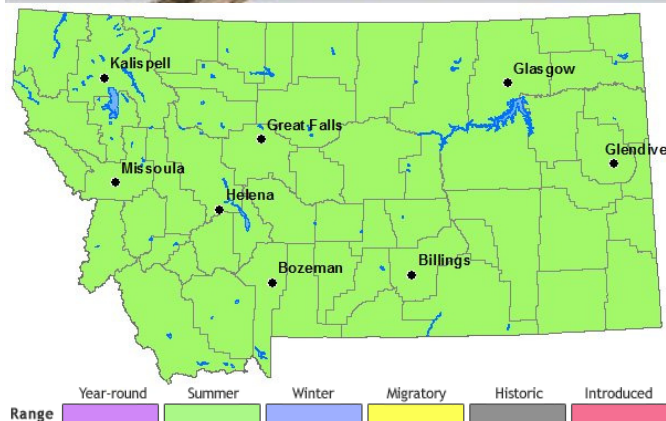 Kalispell
Glasgow
Great Falls
Glendive
Missoula
Helena
Bozeman
Billings
Year-round Summer Winter Migratory Historic Introduced
Range